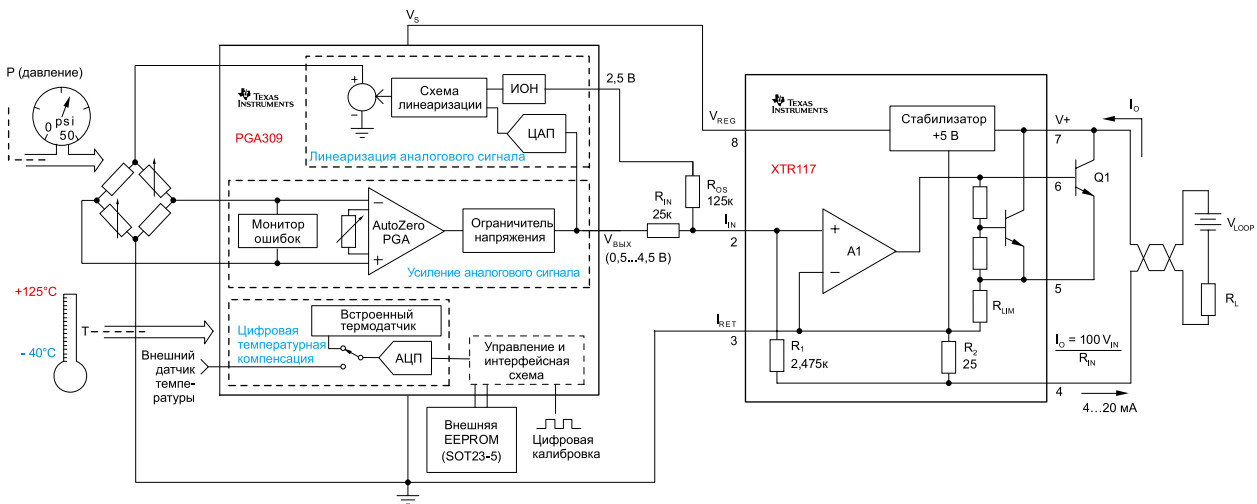 V_S
P (давление)
0 psi 50
TEXAS INSTRUMENTS
PGA309
+
−
Схема линеаризации
ИОН
ЦАП
Линеаризация аналогового сигнала
2,5 В
Монитор ошибок
−
AutoZero PGA
+
Ограничитель напряжения
Усиление аналогового сигнала
V_ВЫХ
(0,5...4,5 В)
R_IN
25к
R_OS
125к
+125°C
- 40°C
T
Внешний датчик темпе-
ратуры
Цифровая температурная компенсация
Встроенный термодатчик
АЦП
Управление и интерфейсная схема
Внешняя EEPROM (SOT23-5)
Цифровая калибровка
TEXAS INSTRUMENTS
XTR117
V_REG
8
Стабилизатор +5 В
V+
7
I_O
6
Q1
I_IN
2
+
A1
−
5
R_LIM
I_RET
3
R_1
2,475к
R_2
25
I_O = 100 V_IN
R_IN
4
4...20 мА
V_LOOP
R_L